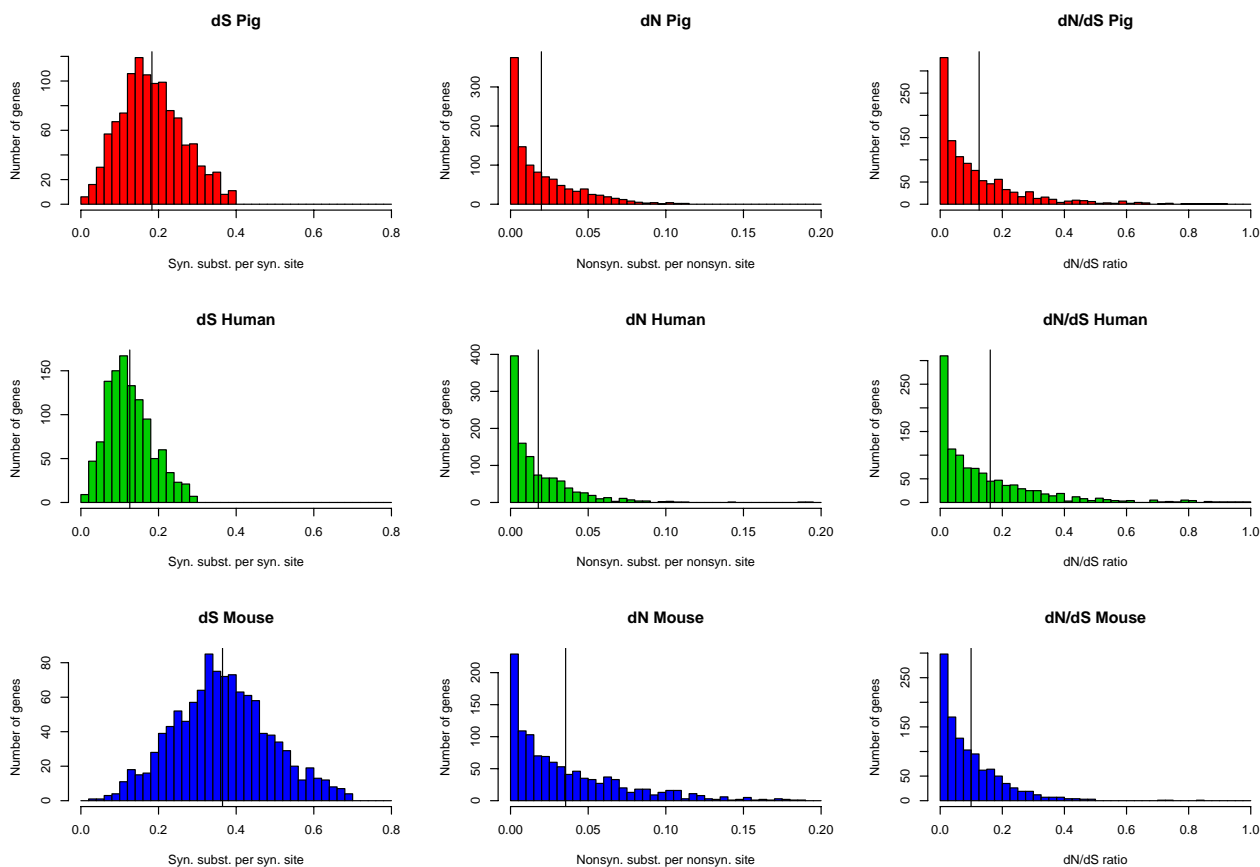 dS Pig
Number of genes
0 20 60 100
0.0 0.2 0.4 0.6 0.8
Syn. subst. per syn. site
dN Pig
Number of genes
0 100 200 300
0.00 0.05 0.10 0.15 0.20
Nonsyn. subst. per nonsyn. site
dN/dS Pig
Number of genes
0 50 150 250
0.0 0.2 0.4 0.6 0.8 1.0
dN/dS ratio
dS Human
Number of genes
0 50 100 150
0.0 0.2 0.4 0.6 0.8
Syn. subst. per syn. site
dN Human
Number of genes
0 100 200 300 400
0.00 0.05 0.10 0.15 0.20
Nonsyn. subst. per nonsyn. site
dN/dS Human
Number of genes
0 50 150 250
0.0 0.2 0.4 0.6 0.8 1.0
dN/dS ratio
dS Mouse
Number of genes
0 20 40 60 80
0.0 0.2 0.4 0.6 0.8
Syn. subst. per syn. site
dN Mouse
Number of genes
0 50 100 150 200
0.00 0.05 0.10 0.15 0.20
Nonsyn. subst. per nonsyn. site
dN/dS Mouse
Number of genes
0 50 150 250
0.0 0.2 0.4 0.6 0.8 1.0
dN/dS ratio